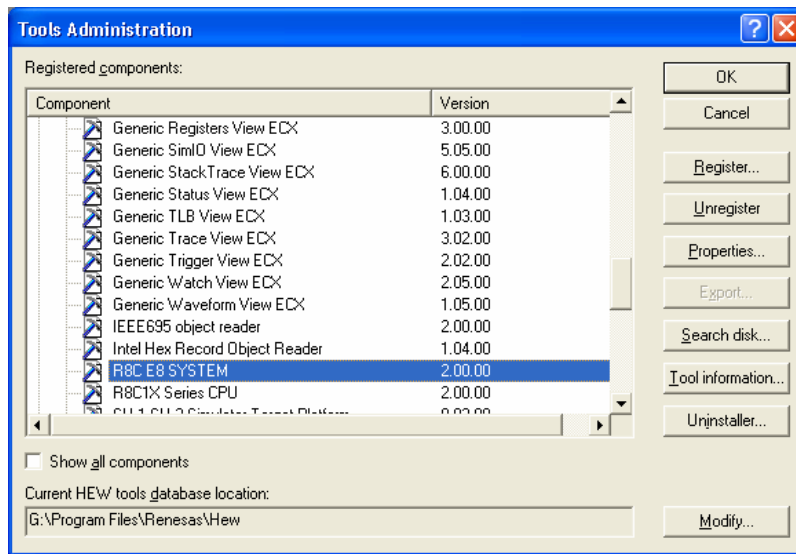 Tools Administration
Registered components:
OK
Component Version
Cancel
Generic Registers View ECX 3.00.00
Generic SimIO View ECX 5.05.00
Generic StackTrace View ECX 6.00.00
Register...
Generic Status View ECX 1.04.00
Generic TLB View ECX 1.03.00
Unregister
Generic Trace View ECX 3.02.00
Generic Trigger View ECX 2.02.00
Properties...
Generic Watch View ECX 2.05.00
Generic Waveform View ECX 1.05.00
Export...
IEEE695 object reader 2.00.00
Intel Hex Record Object Reader 1.04.00
Search disk...
R8C E8 SYSTEM 2.00.00
Tool information...
R8C1X Series CPU 2.00.00
Uninstaller...
Show all components
Current HEW tools database location:
G:\Program Files\Renesas\Hew
Modify...